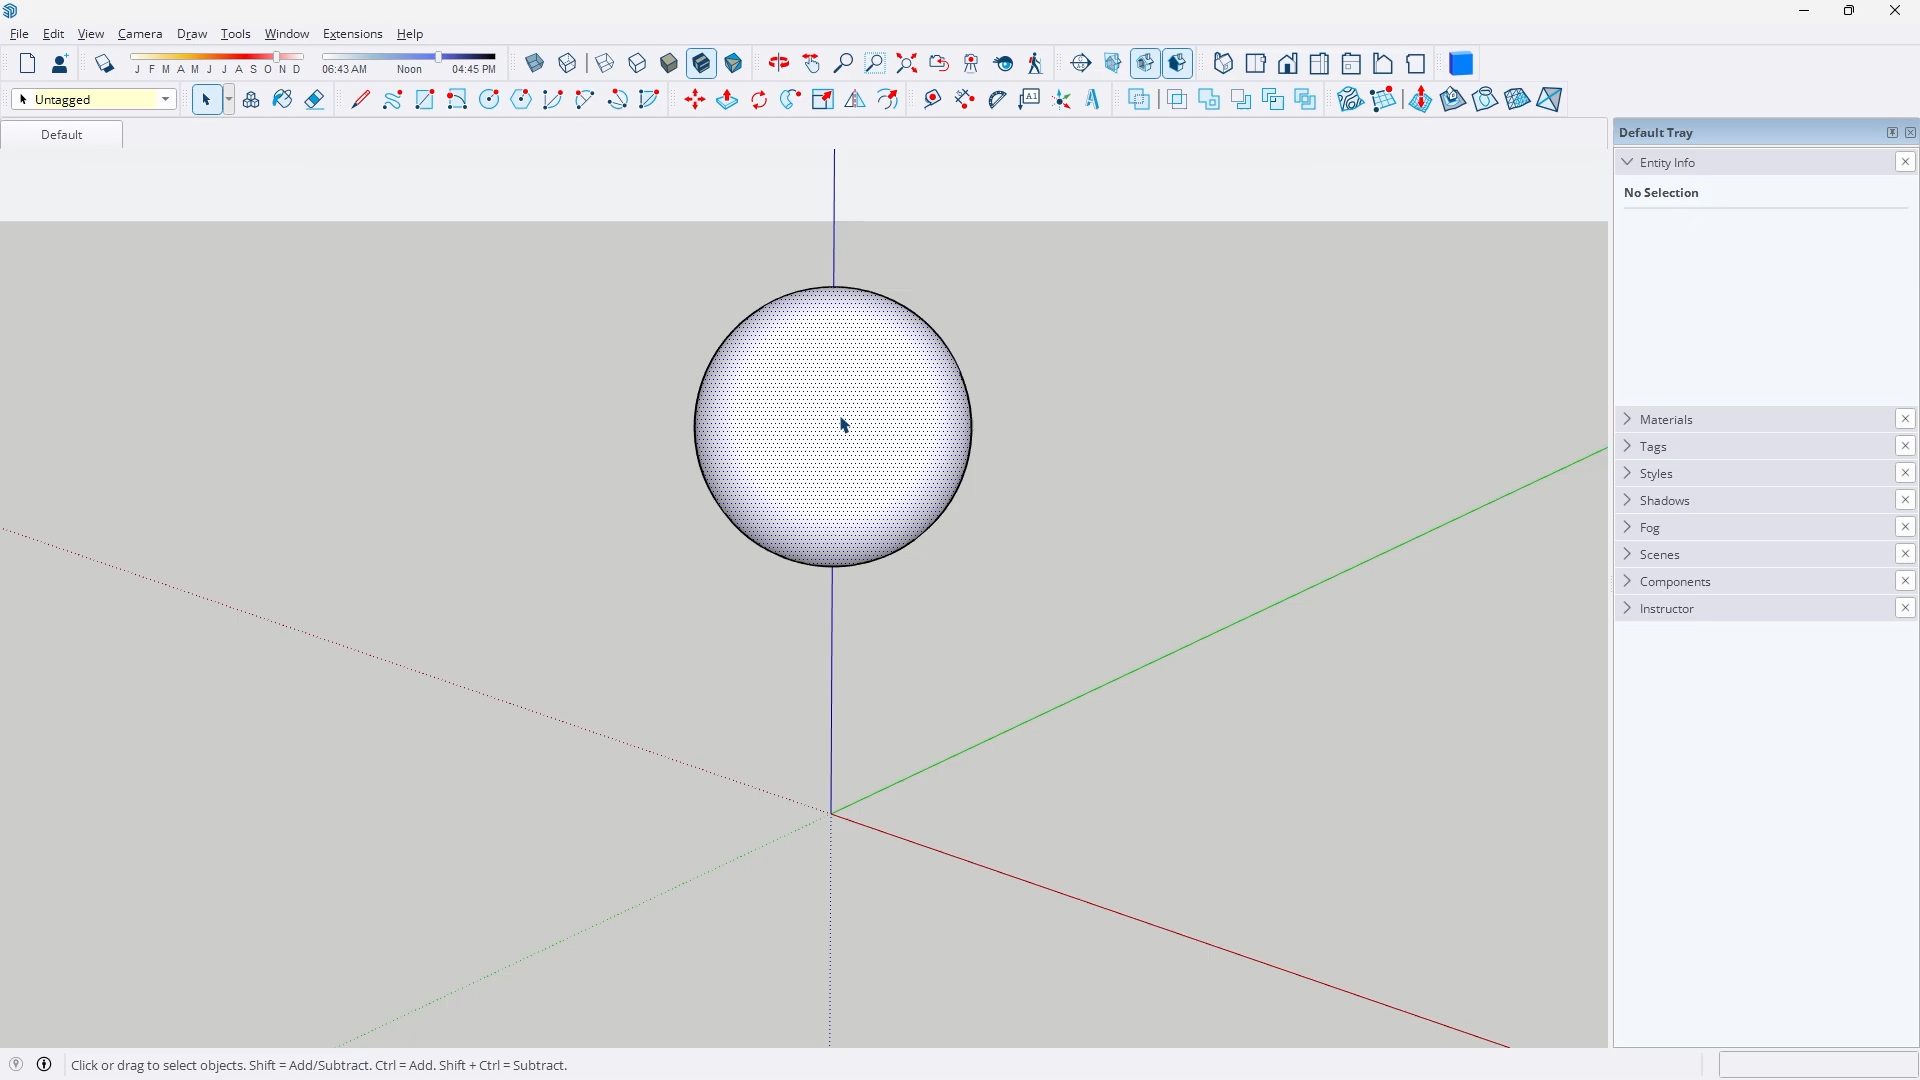 File Edit View Camera Draw Tools Window Extensions Help
J F M A M J J A S O N D
06:43 AM Noon 04:45 PM
Untagged
Default
Default Tray
Entity Info
No Selection
Materials
Tags
Styles
Shadows
Fog
Scenes
Components
Instructor
Click or drag to select objects. Shift = Add/Subtract. Ctrl = Add. Shift + Ctrl = Subtract.